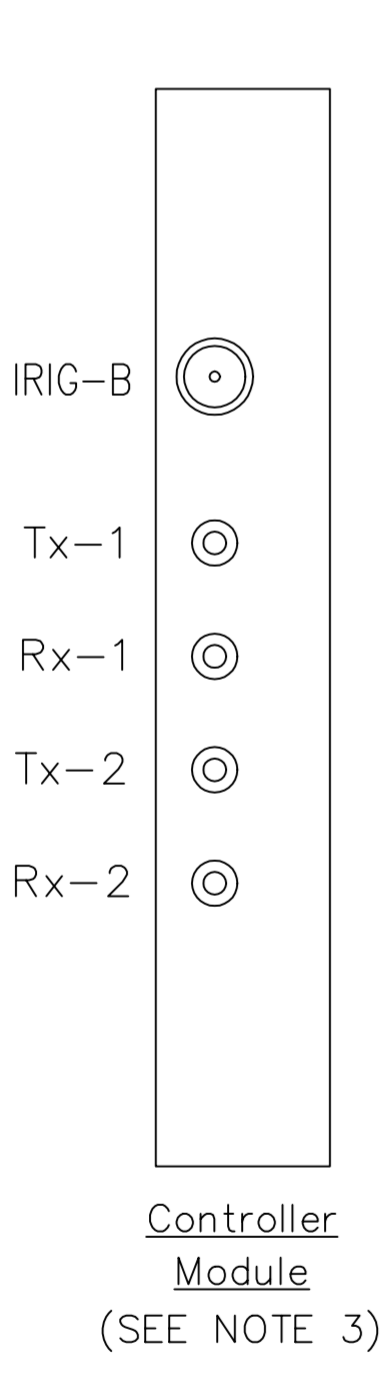 IRIG-B
Tx-1
Rx-1
Tx-2
Rx-2
Controller
Module
(SEE NOTE 3)